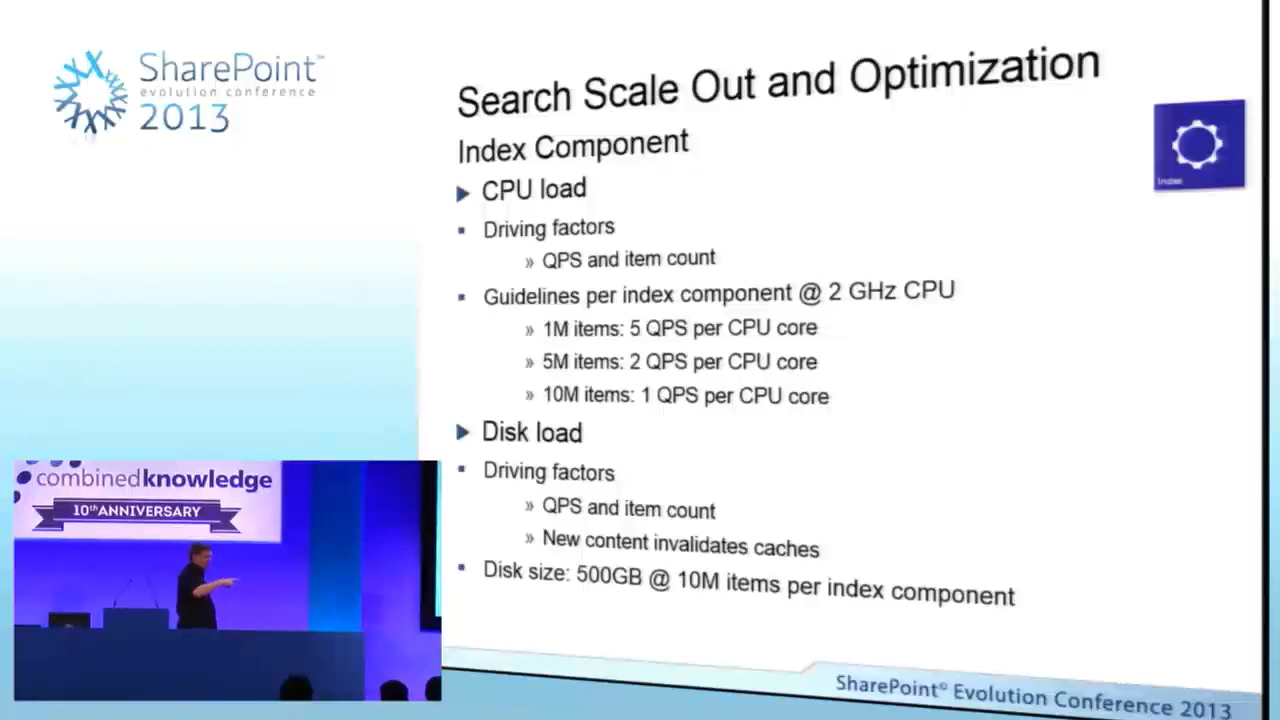 SharePoint™
evolution conference
2013
Search Scale Out and Optimization
Index Component
Index
CPU load
Driving factors
» QPS and item count
Guidelines per index component @ 2 GHz CPU
» 1M items: 5 QPS per CPU core
» 5M items: 2 QPS per CPU core
» 10M items: 1 QPS per CPU core
Disk load
Driving factors
» QPS and item count
» New content invalidates caches
Disk size: 500GB @ 10M items per index component
combinedknowledge
10th ANNIVERSARY
SharePoint© Evolution Conference 2013